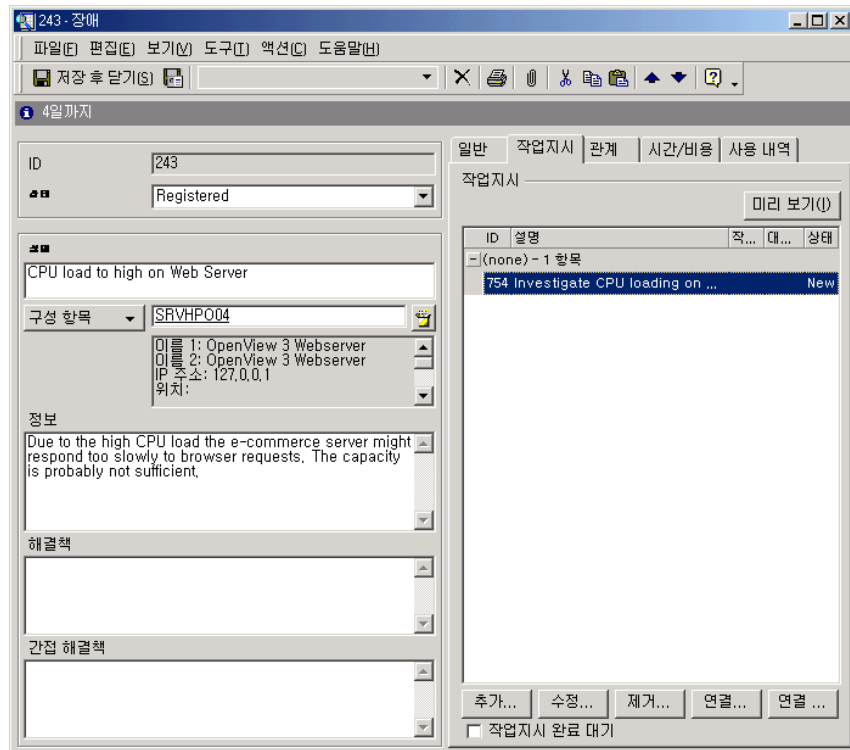 243 - 장애
파일(F) 편집(E) 보기(V) 도구(T) 액션(C) 도움말(H)
저장 후 닫기(S)
4일까지
ID
243
Registered
CPU load to high on Web Server
구성 항목
SRVHPO04
이름 1: OpenView 3 Webserver
이름 2: OpenView 3 Webserver
IP 주소: 127.0.0.1
위치:
정보
Due to the high CPU load the e-commerce server might
respond too slowly to browser requests. The capacity
is probably not sufficient.
해결책
간접 해결책
일반 작업지시 관계 시간/비용 사용 내역
작업지시
미리 보기(I)
ID 설명 작... 대... 상태
(none) - 1 항목
754 Investigate CPU loading on ... New
추가... 수정... 제거... 연결... 연결 ...
작업지시 완료 대기